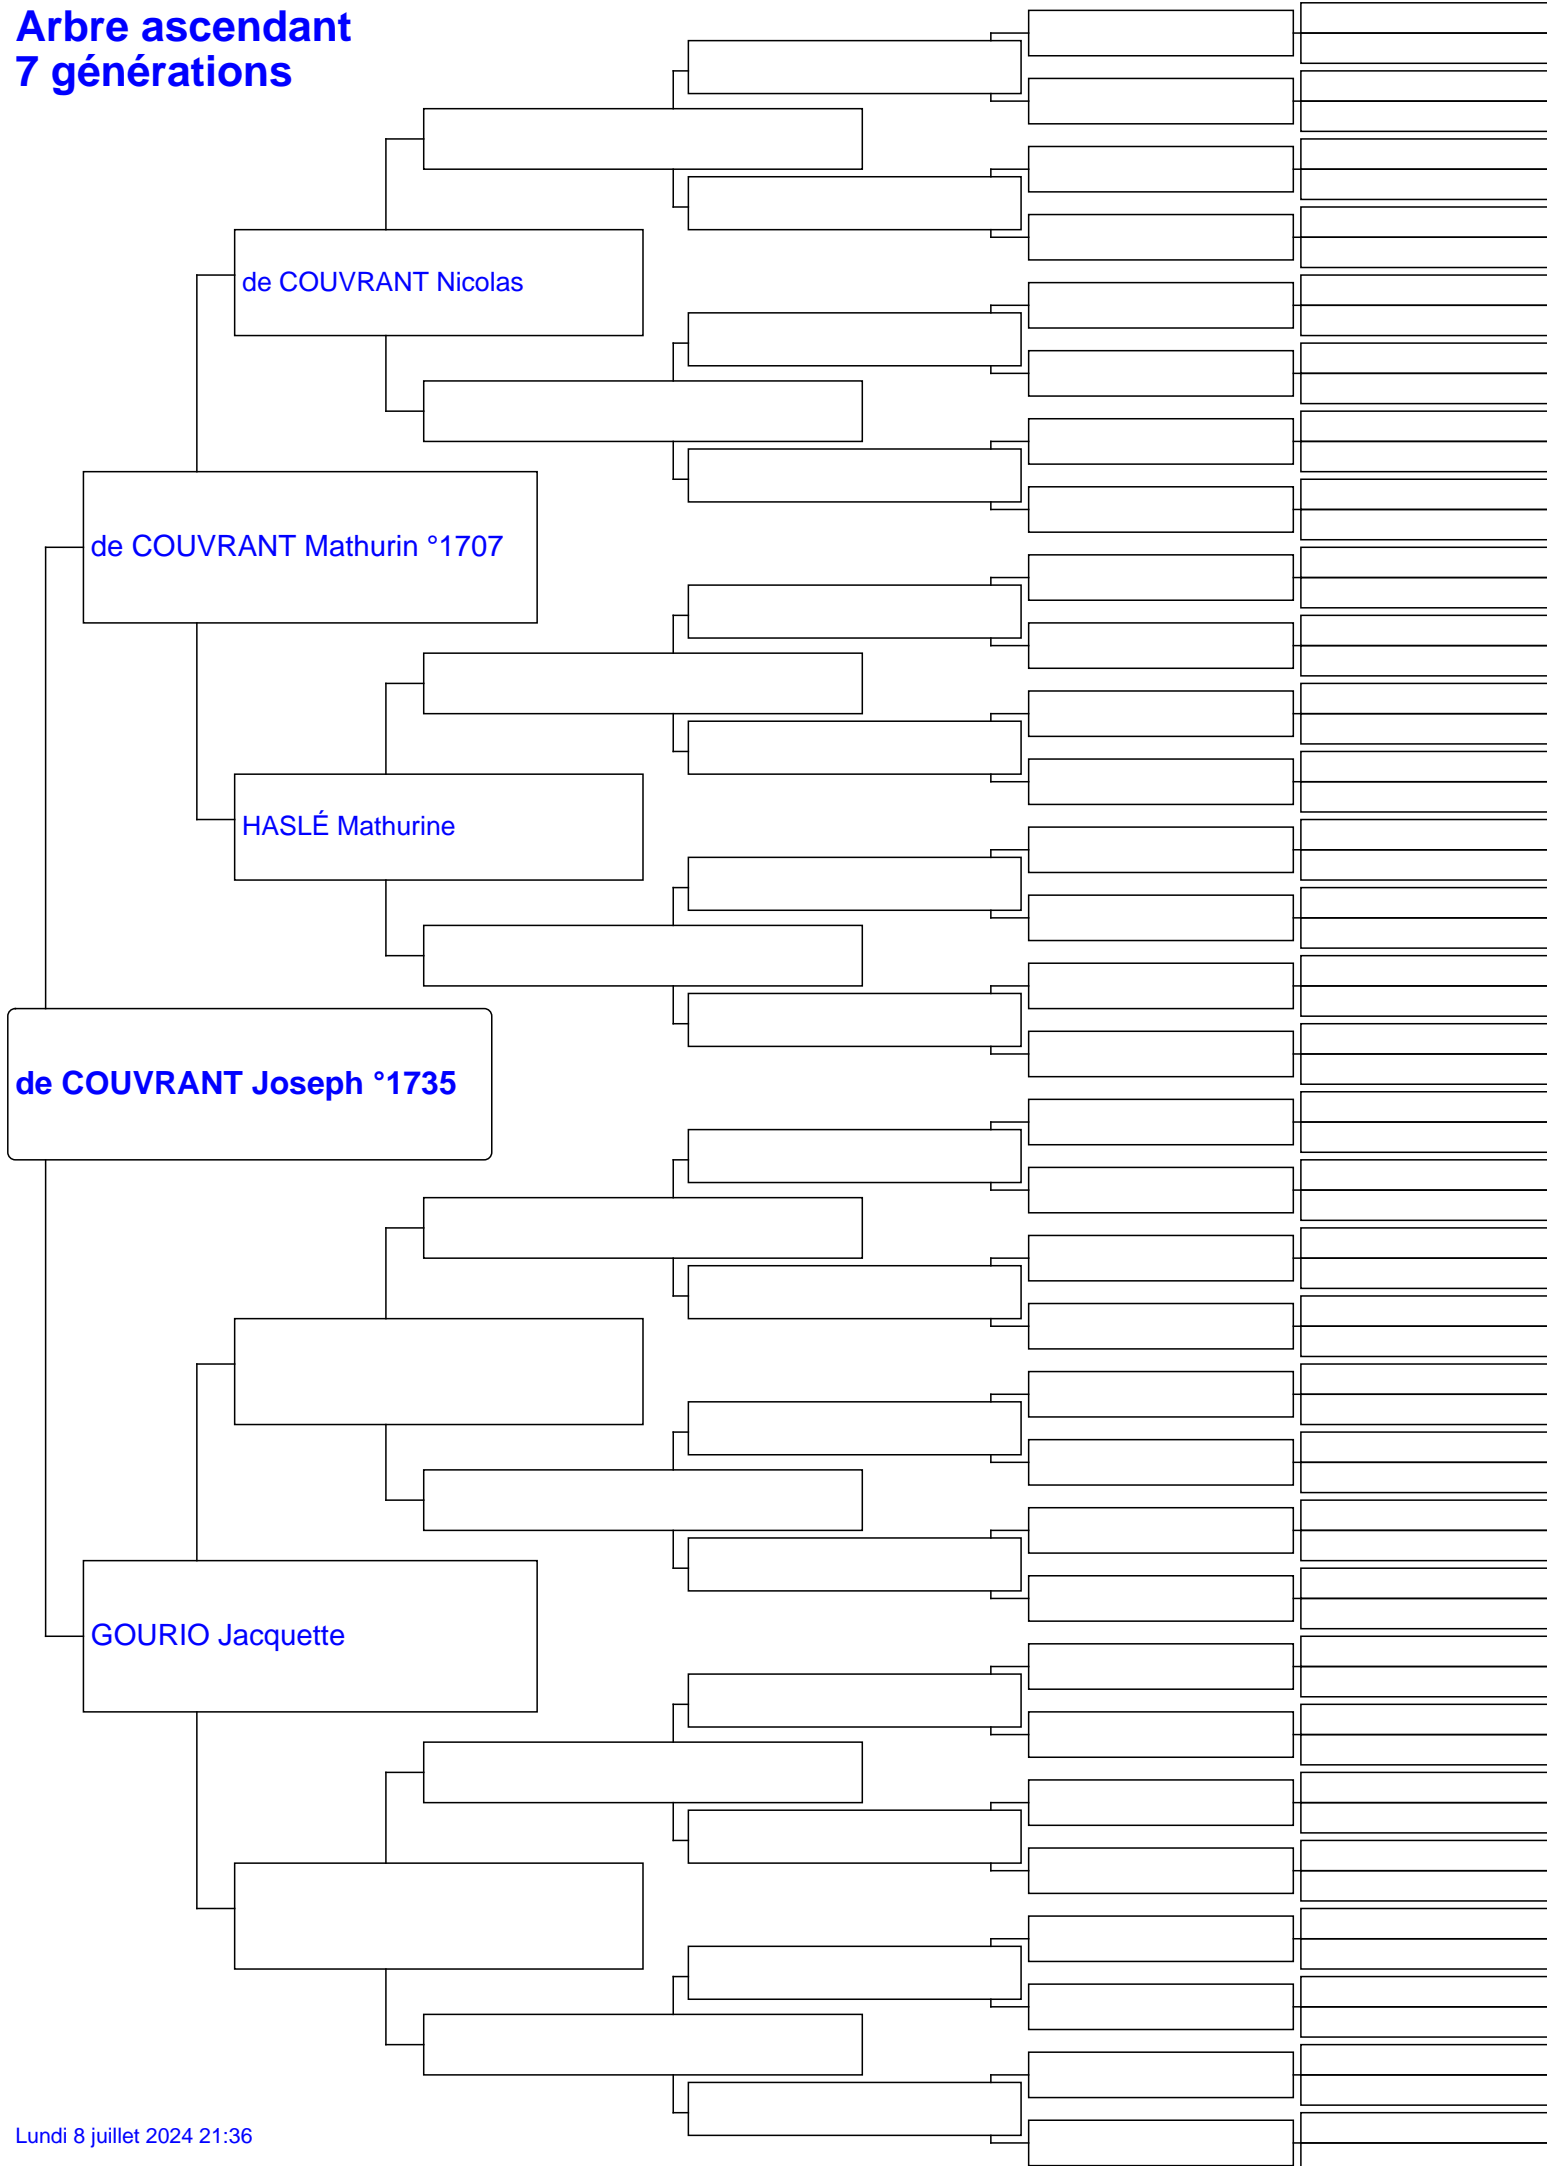 Arbre ascendant
7 générations
de COUVRANT Nicolas
de COUVRANT Mathurin °1707
HASLÉ Mathurine
de COUVRANT Joseph °1735
GOURIO Jacquette
Lundi 8 juillet 2024 21:36